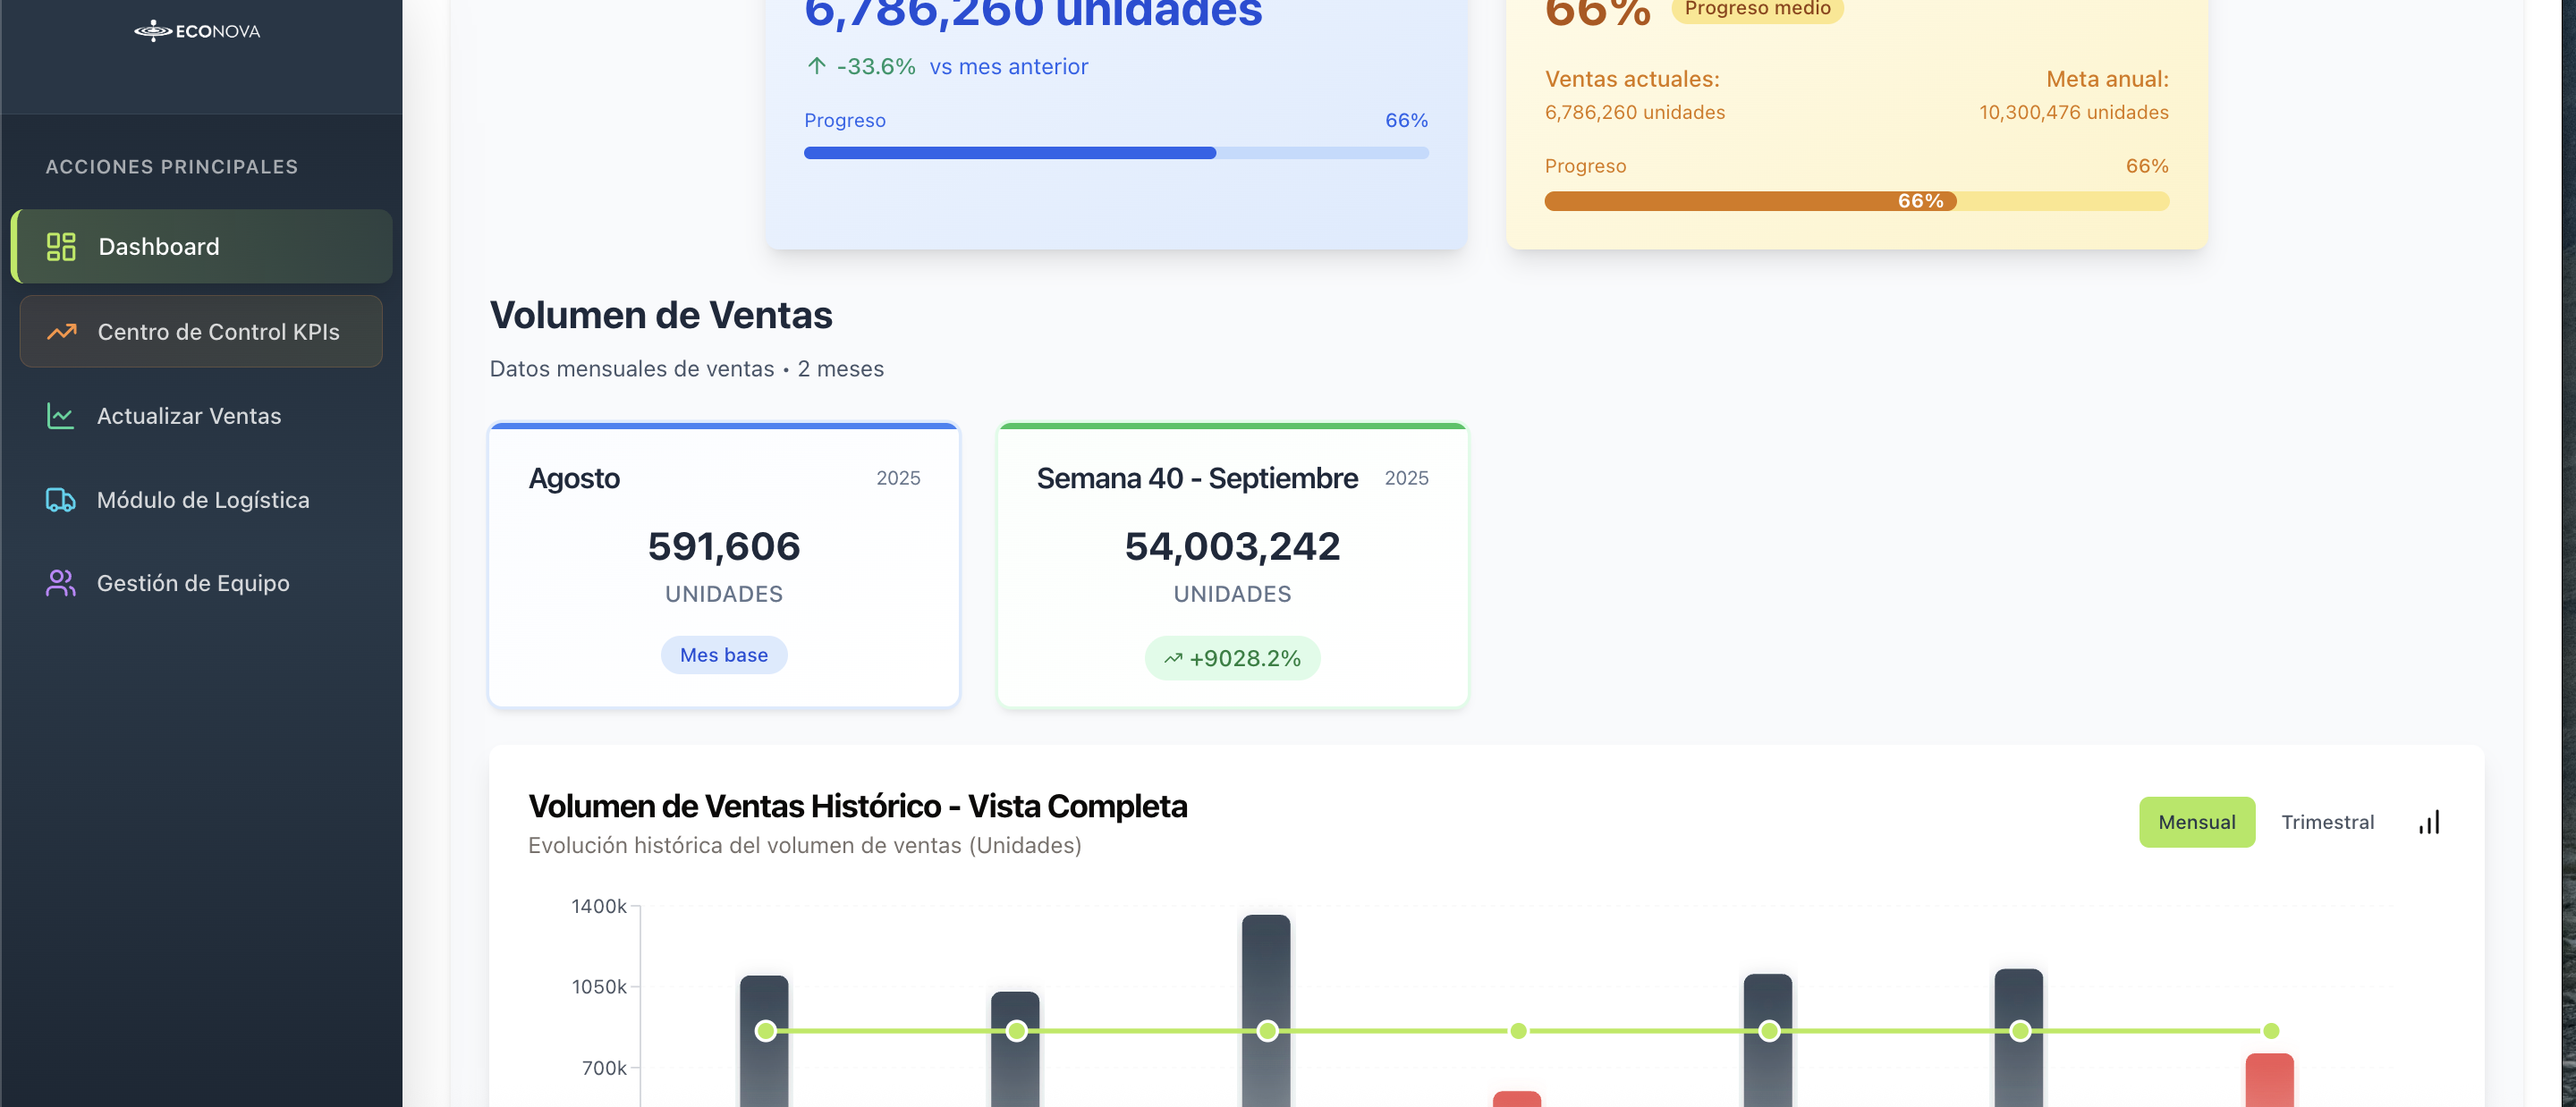 ECONOVA
ACCIONES PRINCIPALES
Dashboard
Centro de Control KPIs
Actualizar Ventas
Módulo de Logística
Gestión de Equipo
6,786,260 unidades
-33.6% vs mes anterior
Progreso 66%
66% Progreso medio
Ventas actuales: Meta anual:
6,786,260 unidades 10,300,476 unidades
Progreso 66%
66%
Volumen de Ventas
Datos mensuales de ventas • 2 meses
Agosto 2025
591,606
UNIDADES
Mes base
Semana 40 - Septiembre 2025
54,003,242
UNIDADES
+9028.2%
Volumen de Ventas Histórico - Vista Completa
Evolución histórica del volumen de ventas (Unidades)
Mensual Trimestral
1400k
1050k
700k